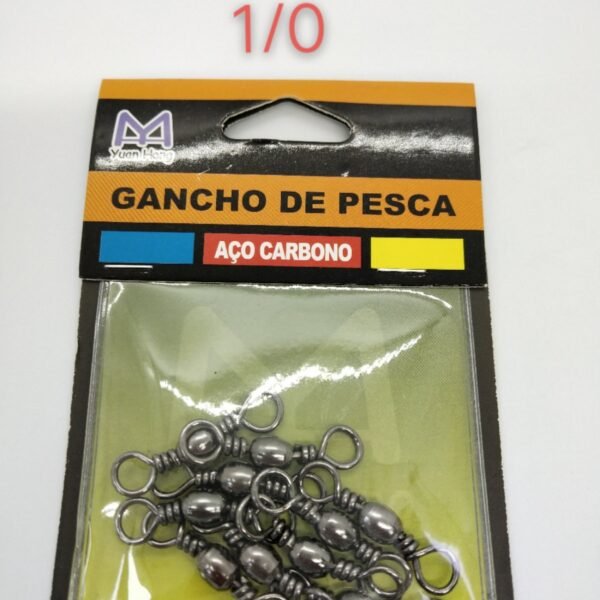 1/0
Yuan Hong
GANCHO DE PESCA
AÇO CARBONO